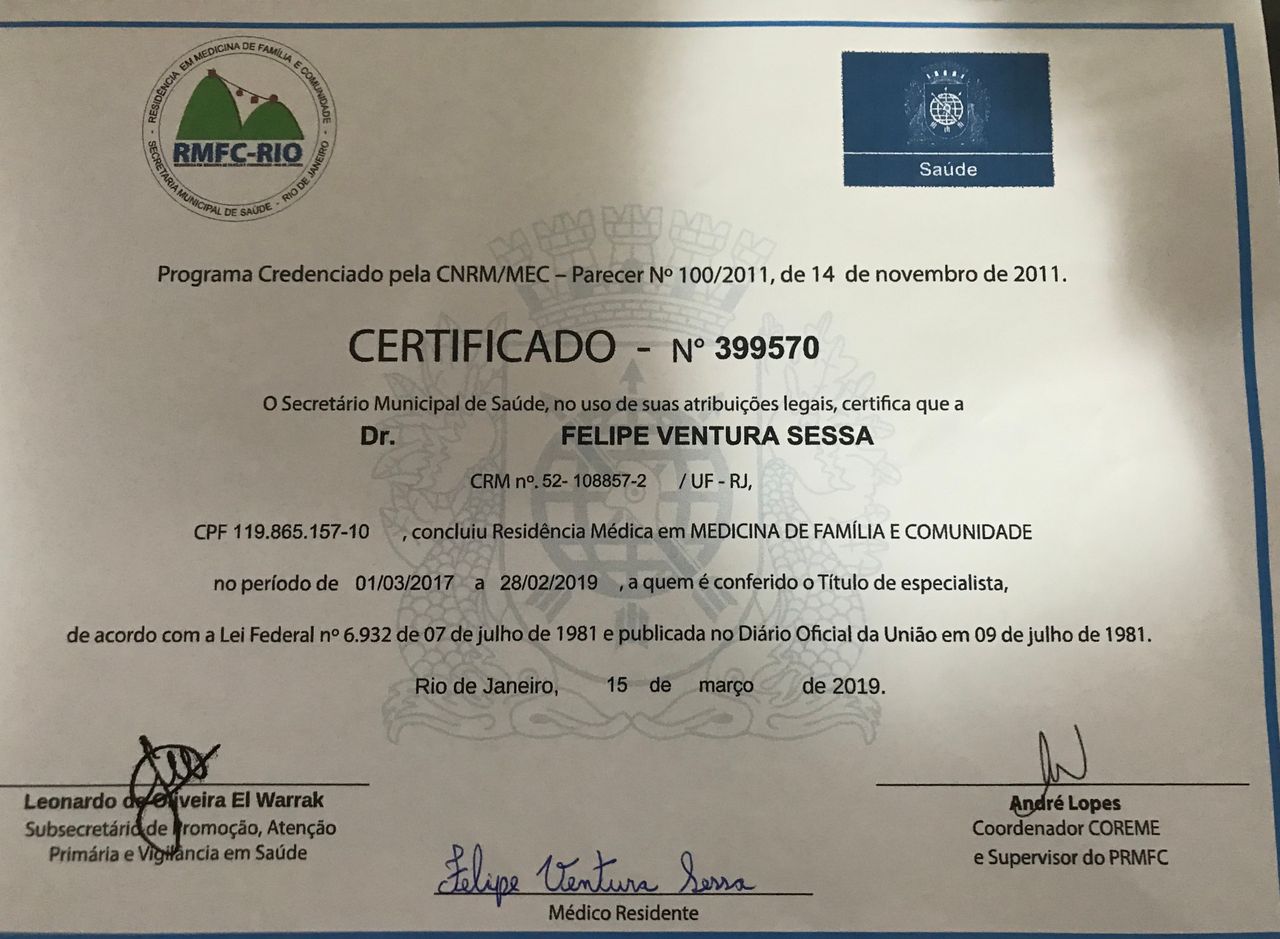 RESIDÊNCIA EM MEDICINA DE FAMÍLIA E COMUNIDADE - SECRETARIA MUNICIPAL DE SAÚDE - RIO DE JANEIRO -
RMFC-RIO
Saúde
Programa Credenciado pela CNRM/MEC – Parecer Nº 100/2011, de 14 de novembro de 2011.
CERTIFICADO - N° 399570
O Secretário Municipal de Saúde, no uso de suas atribuições legais, certifica que a
Dr. FELIPE VENTURA SESSA
CRM nº. 52- 108857-2 / UF - RJ,
CPF 119.865.157-10 , concluiu Residência Médica em MEDICINA DE FAMÍLIA E COMUNIDADE
no período de 01/03/2017 a 28/02/2019 , a quem é conferido o Título de especialista,
de acordo com a Lei Federal nº 6.932 de 07 de julho de 1981 e publicada no Diário Oficial da União em 09 de julho de 1981.
Rio de Janeiro, 15 de março de 2019.
Leonardo de Oliveira El Warrak
Subsecretário de Promoção, Atenção
Primária e Vigilância em Saúde
André Lopes
Coordenador COREME
e Supervisor do PRMFC
Felipe Ventura Sessa
Médico Residente